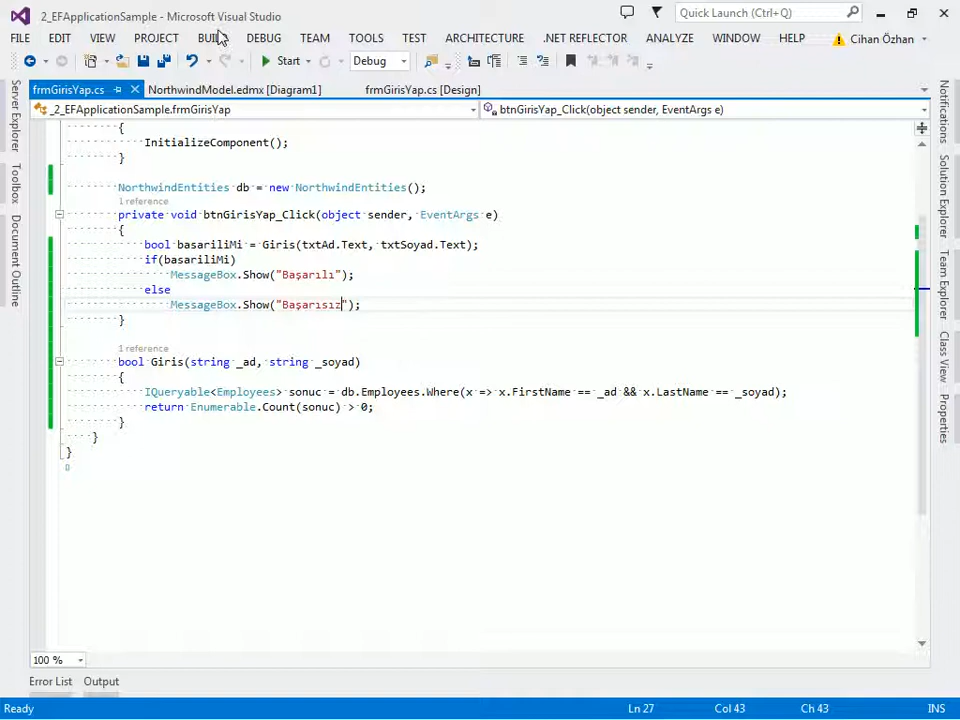 2_EFApplicationSample - Microsoft Visual Studio
Quick Launch (Ctrl+Q)
FILE EDIT VIEW PROJECT BUILD DEBUG TEAM TOOLS TEST ARCHITECTURE .NET REFLECTOR ANALYZE WINDOW HELP Cihan Özhan
Start Debug
frmGirisYap.cs NorthwindModel.edmx [Diagram1] frmGirisYap.cs [Design]
_2_EFApplicationSample.frmGirisYap btnGirisYap_Click(object sender, EventArgs e)
Server Explorer
Toolbox
Document Outline
{
InitializeComponent();
}
NorthwindEntities db = new NorthwindEntities();
1 reference
private void btnGirisYap_Click(object sender, EventArgs e)
{
bool basariliMi = Giris(txtAd.Text, txtSoyad.Text);
if(basariliMi)
MessageBox.Show("Başarılı");
else
MessageBox.Show("Başarısız");
}
1 reference
bool Giris(string _ad, string _soyad)
{
IQueryable<Employees> sonuc = db.Employees.Where(x => x.FirstName == _ad && x.LastName == _soyad);
return Enumerable.Count(sonuc) > 0;
}
}
}
Notifications
Solution Explorer
Team Explorer
Class View
Properties
100 %
Error List Output
Ready Ln 27 Col 43 Ch 43 INS